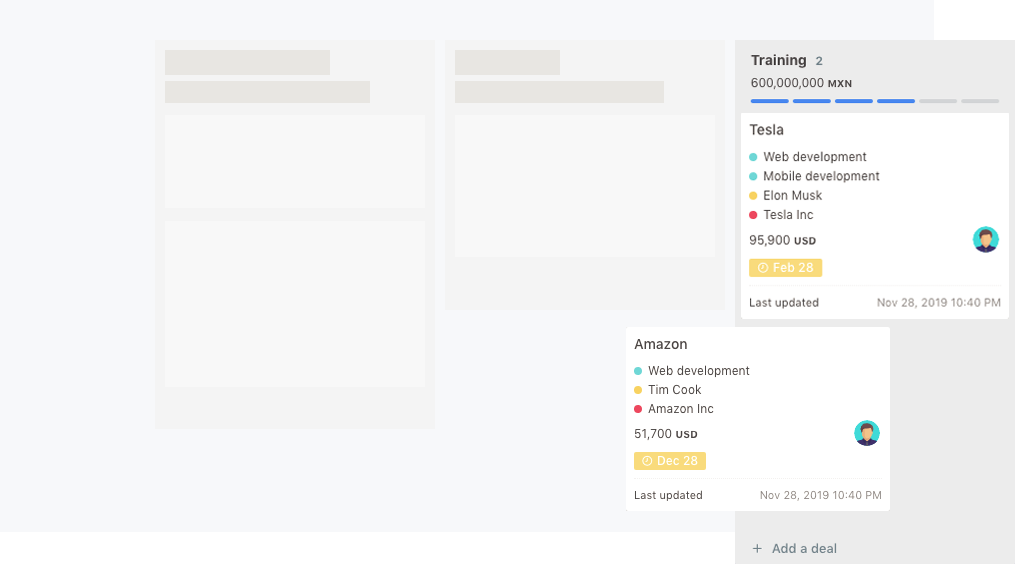 Training 2
600,000,000 MXN
Tesla
Web development
Mobile development
Elon Musk
Tesla Inc
95,900 USD
Feb 28
Last updated Nov 28, 2019 10:40 PM
Amazon
Web development
Tim Cook
Amazon Inc
51,700 USD
Dec 28
Last updated Nov 28, 2019 10:40 PM
+ Add a deal